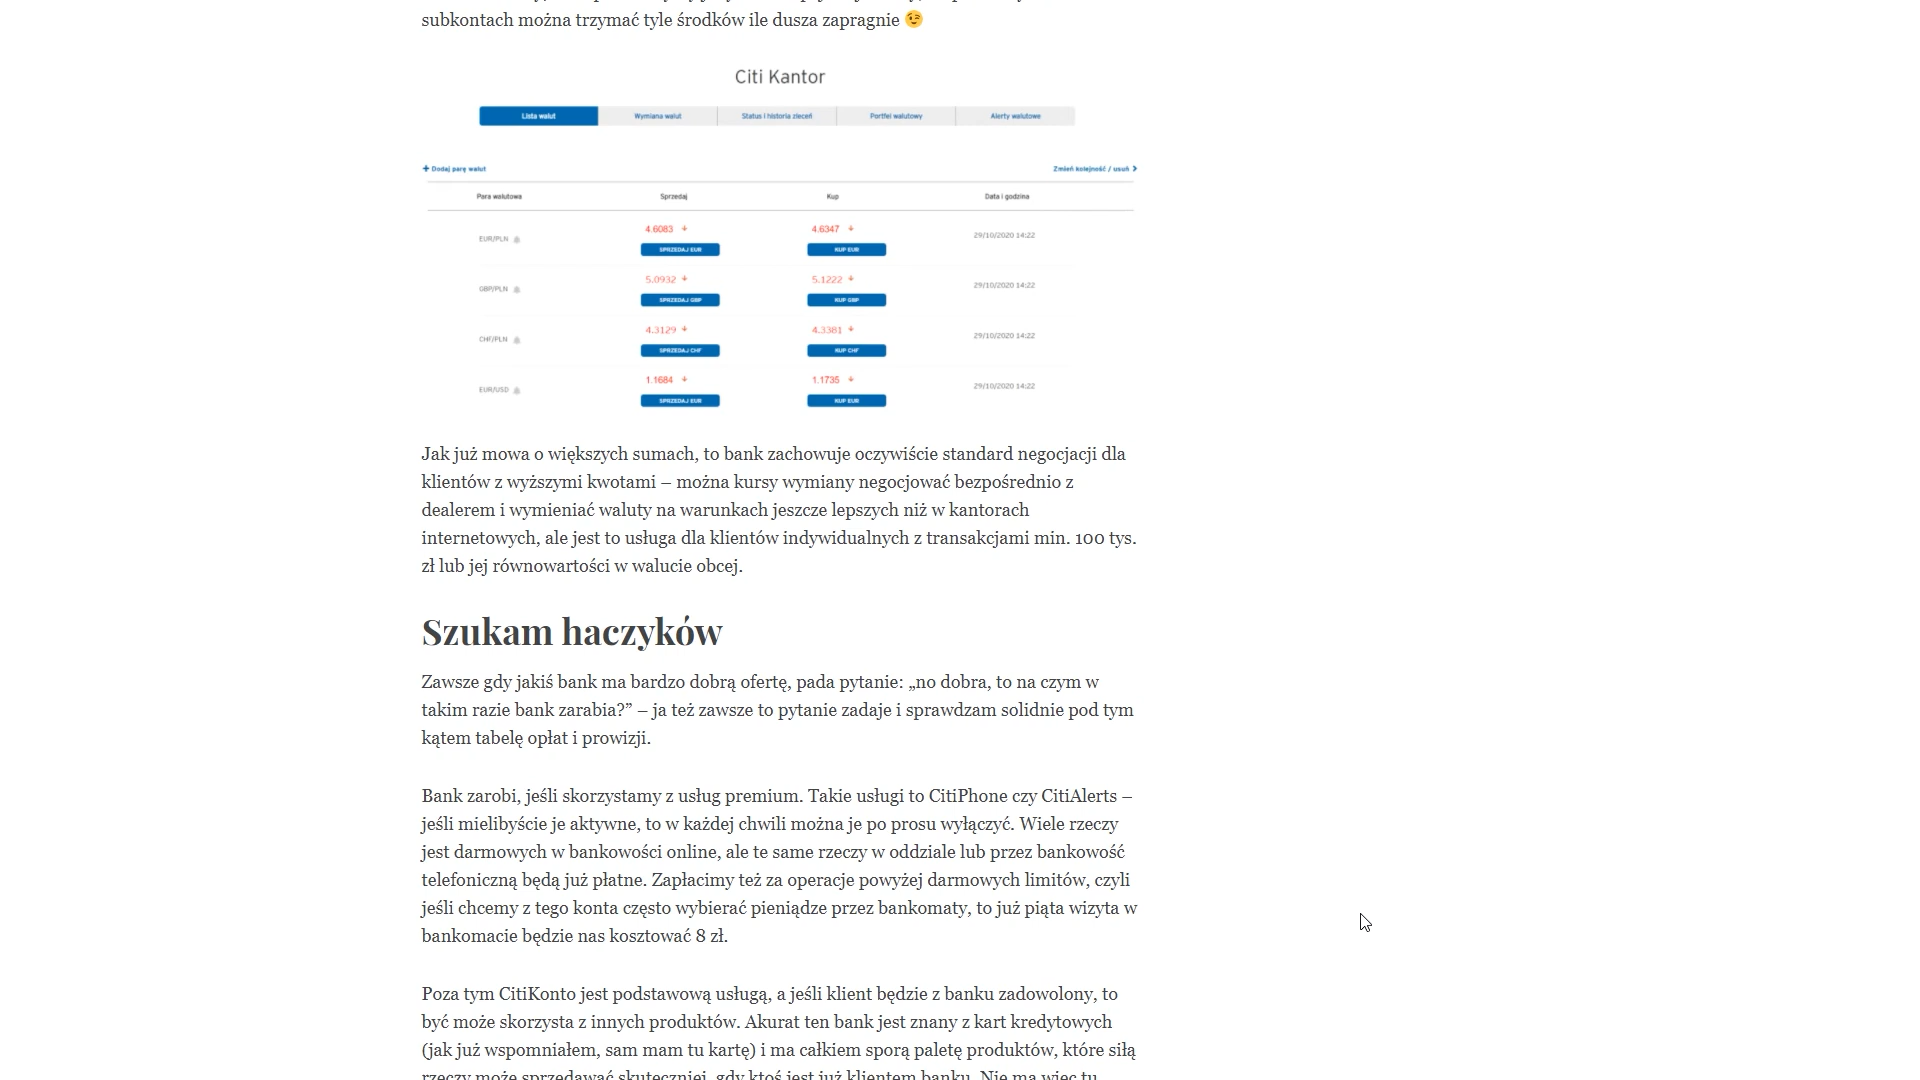 subkontach można trzymać tyle środków ile dusza zapragnie 😉
Citi Kantor
Lista walut Wymiana walut Status i historia zleceń Portfel walutowy Alerty walutowe
+ Dodaj parę walut Zmień kolejność / usuń >
Para walutowa Sprzedaj Kup Data i godzina
EUR/PLN 4.6083 4.6347 29/10/2020 14:22
SPRZEDAJ EUR KUP EUR
GBP/PLN 5.0932 5.1222 29/10/2020 14:22
SPRZEDAJ GBP KUP GBP
CHF/PLN 4.3129 4.3381 29/10/2020 14:22
SPRZEDAJ CHF KUP CHF
EUR/USD 1.1684 1.1735 29/10/2020 14:22
SPRZEDAJ EUR KUP EUR
Jak już mowa o większych sumach, to bank zachowuje oczywiście standard negocjacji dla
klientów z wyższymi kwotami – można kursy wymiany negocjować bezpośrednio z
dealerem i wymieniać waluty na warunkach jeszcze lepszych niż w kantorach
internetowych, ale jest to usługa dla klientów indywidualnych z transakcjami min. 100 tys.
zł lub jej równowartości w walucie obcej.
Szukam haczyków
Zawsze gdy jakiś bank ma bardzo dobrą ofertę, pada pytanie: „no dobra, to na czym w
takim razie bank zarabia?” – ja też zawsze to pytanie zadaje i sprawdzam solidnie pod tym
kątem tabelę opłat i prowizji.
Bank zarobi, jeśli skorzystamy z usług premium. Takie usługi to CitiPhone czy CitiAlerts –
jeśli mielibyście je aktywne, to w każdej chwili można je po prosu wyłączyć. Wiele rzeczy
jest darmowych w bankowości online, ale te same rzeczy w oddziale lub przez bankowość
telefoniczną będą już płatne. Zapłacimy też za operacje powyżej darmowych limitów, czyli
jeśli chcemy z tego konta często wybierać pieniądze przez bankomaty, to już piąta wizyta w
bankomacie będzie nas kosztować 8 zł.
Poza tym CitiKonto jest podstawową usługą, a jeśli klient będzie z banku zadowolony, to
być może skorzysta z innych produktów. Akurat ten bank jest znany z kart kredytowych
(jak już wspomniałem, sam mam tu kartę) i ma całkiem sporą paletę produktów, które siłą
rzeczy może sprzedawać skuteczniej, gdy ktoś jest już klientem banku. Nie ma więc tu